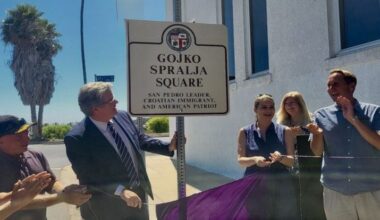 GOJKO
SPRALJA
SQUARE
SAN PEDRO LEADER,
CROATIAN IMMIGRANT,
AND AMERICAN PATRIOT